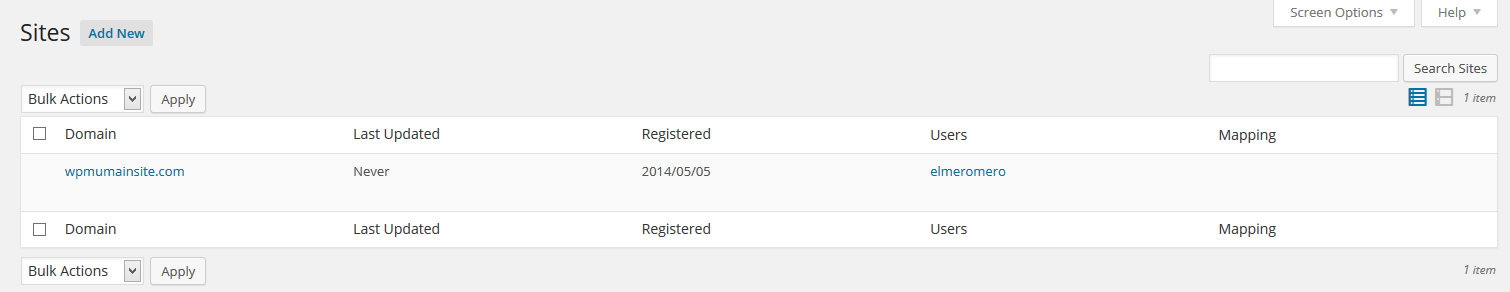 Screen Options Help
Sites Add New
Search Sites
Bulk Actions Apply 1 item
Domain Last Updated Registered Users Mapping
wpmumainsite.com Never 2014/05/05 elmeromero
Domain Last Updated Registered Users Mapping
Bulk Actions Apply 1 item